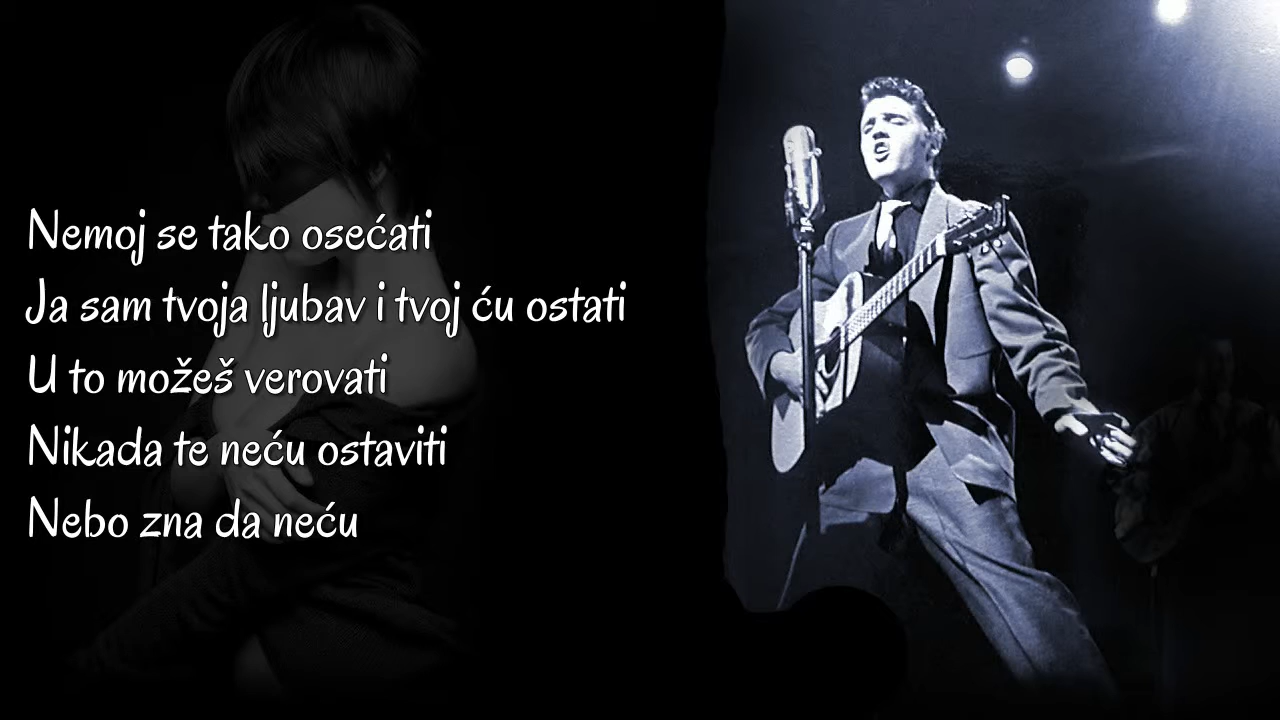 Nemoj se tako osećati
Ja sam tvoja ljubav i tvoj ću ostati
U to možeš verovati
Nikada te neću ostaviti
Nebo zna da neću